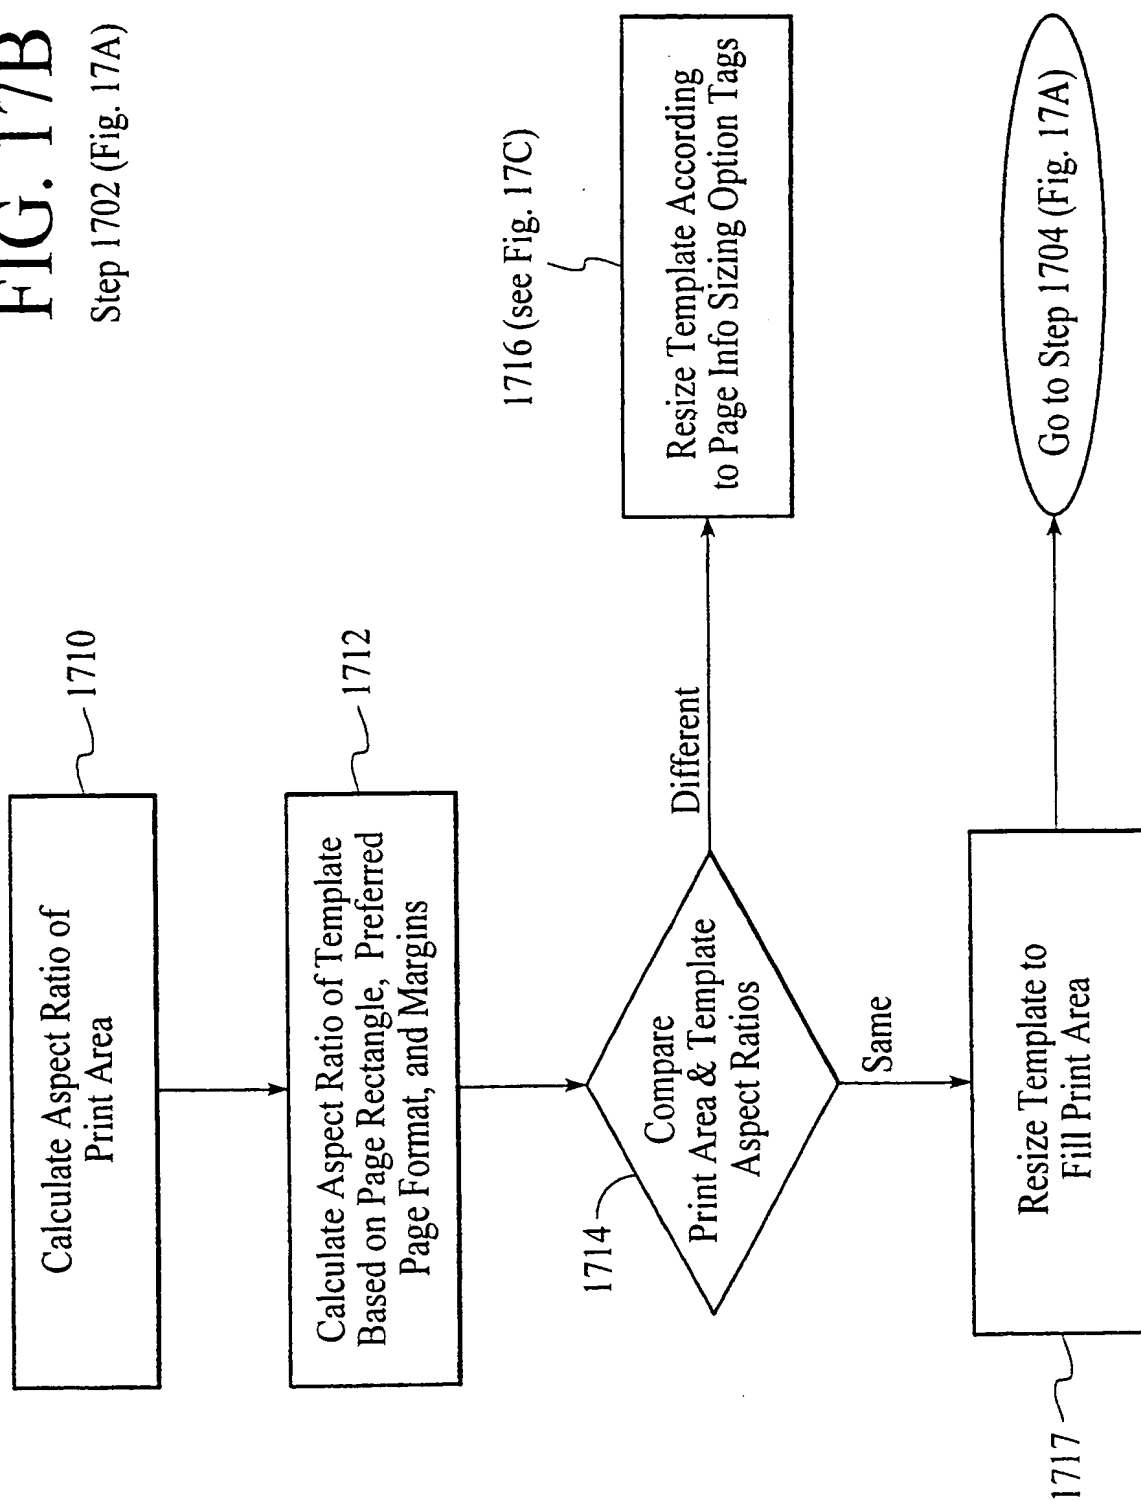 FIG. 17B
Step 1702 (Fig. 17A)
Calculate Aspect Ratio of
Print Area
1710
Calculate Aspect Ratio of Template
Based on Page Rectangle, Preferred
Page Format, and Margins
1712
1714
Compare
Print Area & Template
Aspect Ratios
Different
1716 (see Fig. 17C)
Resize Template According
to Page Info Sizing Option Tags
Same
1717
Resize Template to
Fill Print Area
Go to Step 1704 (Fig. 17A)